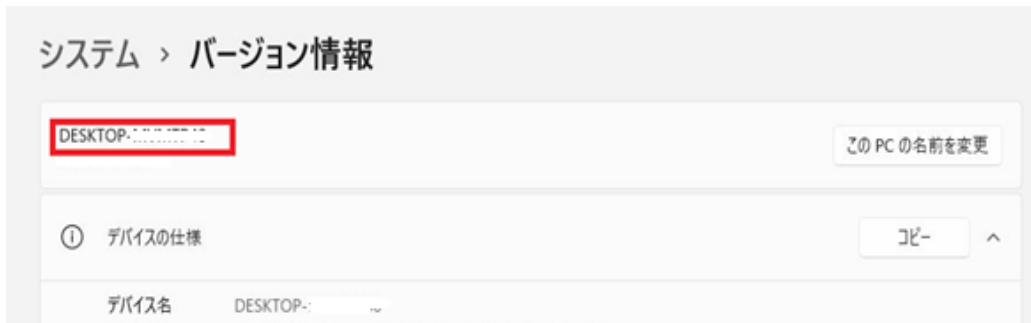 システム › バージョン情報
DESKTOP-
このPCの名前を変更
デバイスの仕様
コピー
デバイス名 DESKTOP-